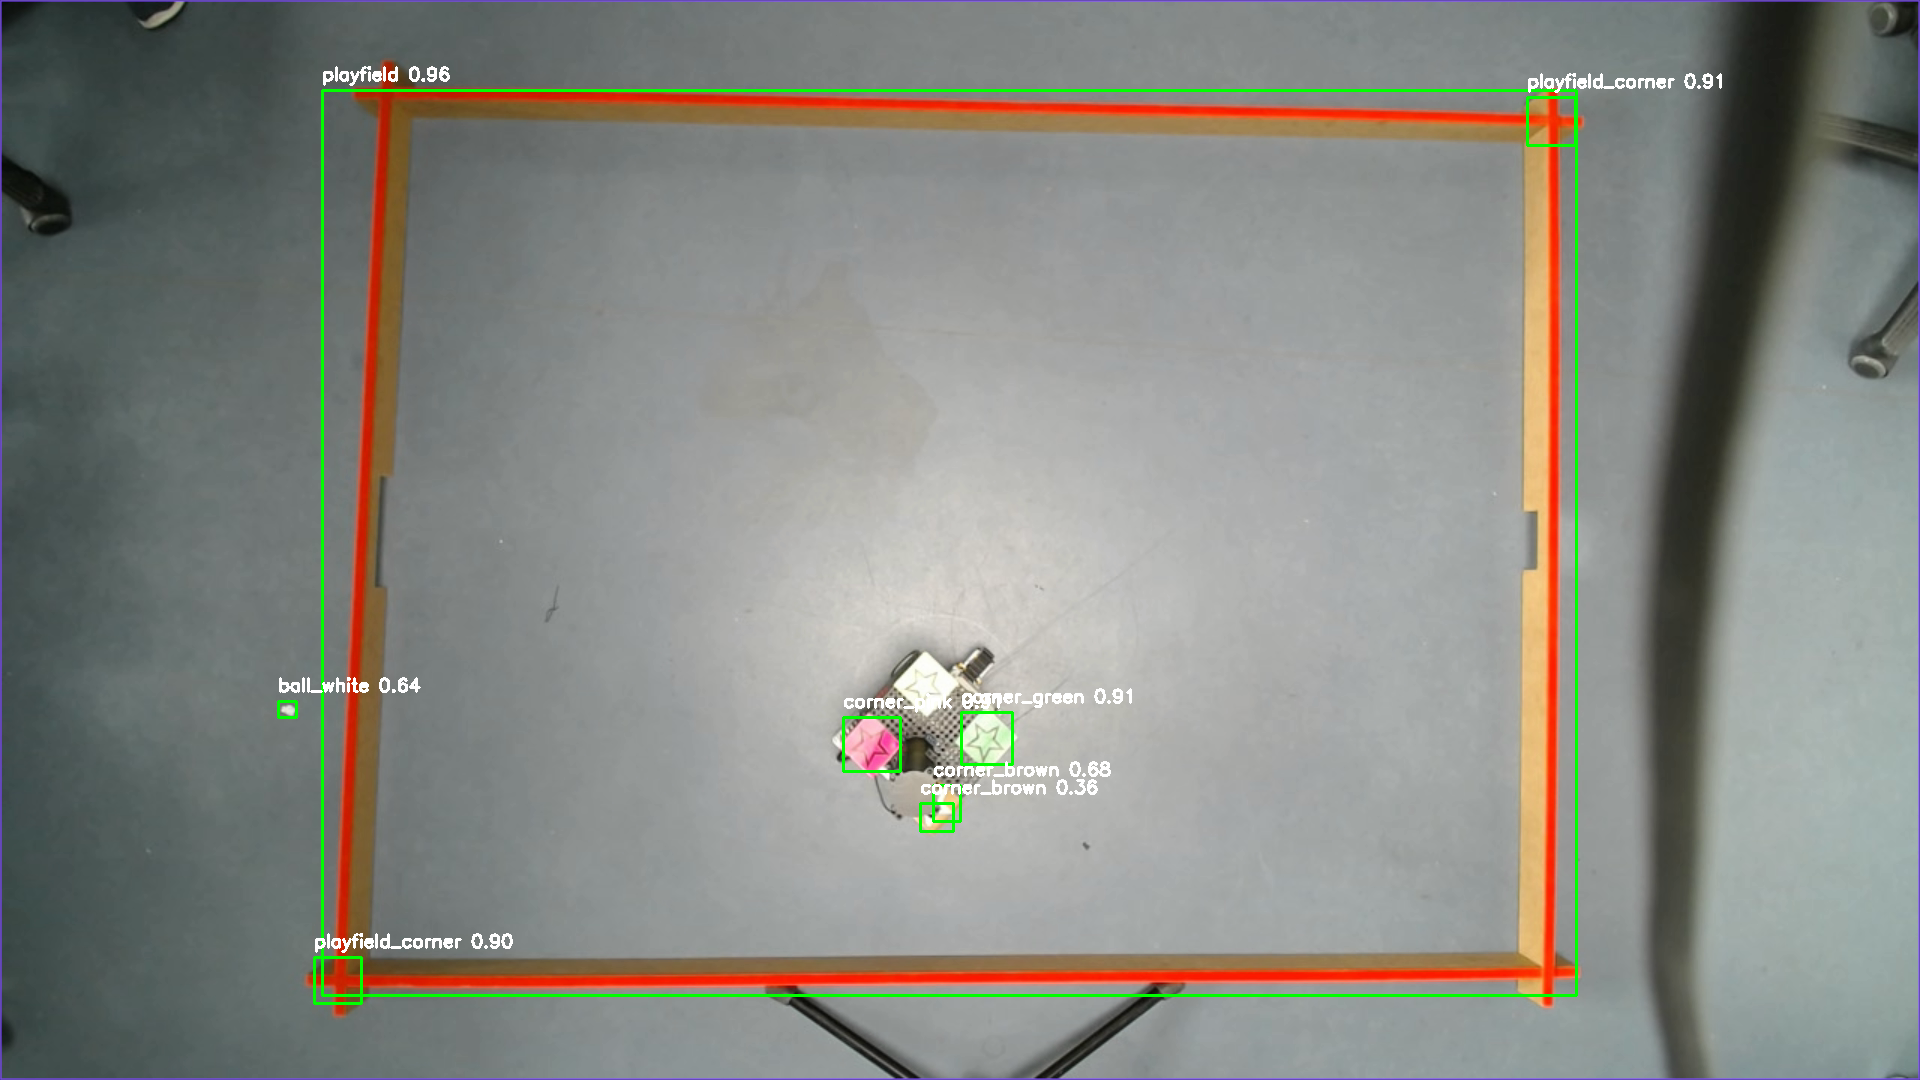 playfield 0.96
playfield_corner 0.91
ball_white 0.64
corner_green 0.91
corner_brown 0.68
corner_brown 0.36
playfield_corner 0.90